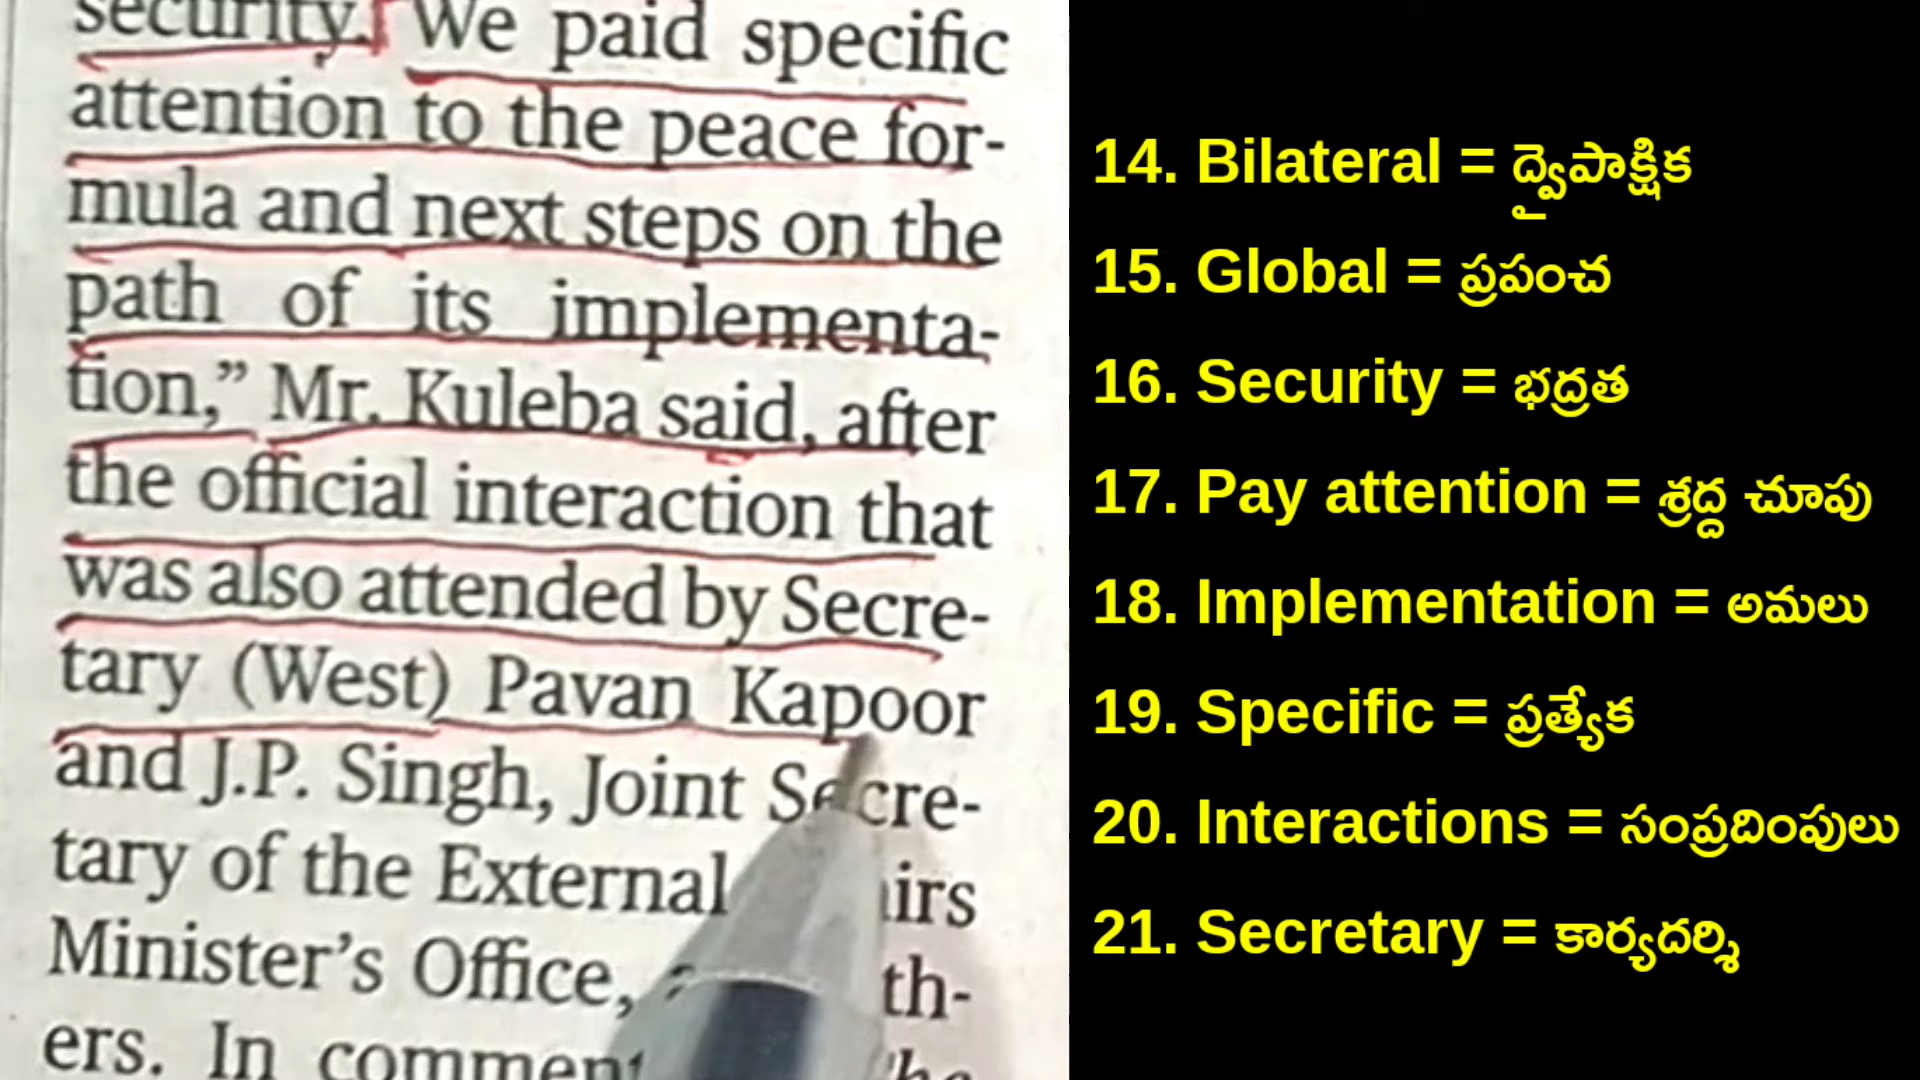 security. We paid specific
attention to the peace for-
mula and next steps on the
path of its implementa-
tion,” Mr. Kuleba said, after
the official interaction that
was also attended by Secre-
tary (West) Pavan Kapoor
and J.P. Singh, Joint Secre-
tary of the External
Minister’s Office,
ers. In
14. Bilateral = ద్వైపాక్షిక
15. Global = ప్రపంచ
16. Security = భద్రత
17. Pay attention = శ్రద్ధ చూపు
18. Implementation = అమలు
19. Specific = ప్రత్యేక
20. Interactions = సంప్రదింపులు
21. Secretary = కార్యదర్శి